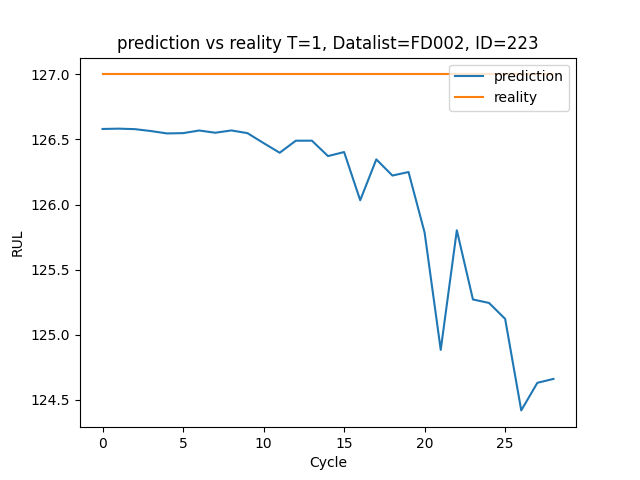 prediction vs reality T=1, Datalist=FD002, ID=223
127.0
126.5
126.0
125.5
125.0
124.5
RUL
0 5 10 15 20 25
Cycle
prediction
reality